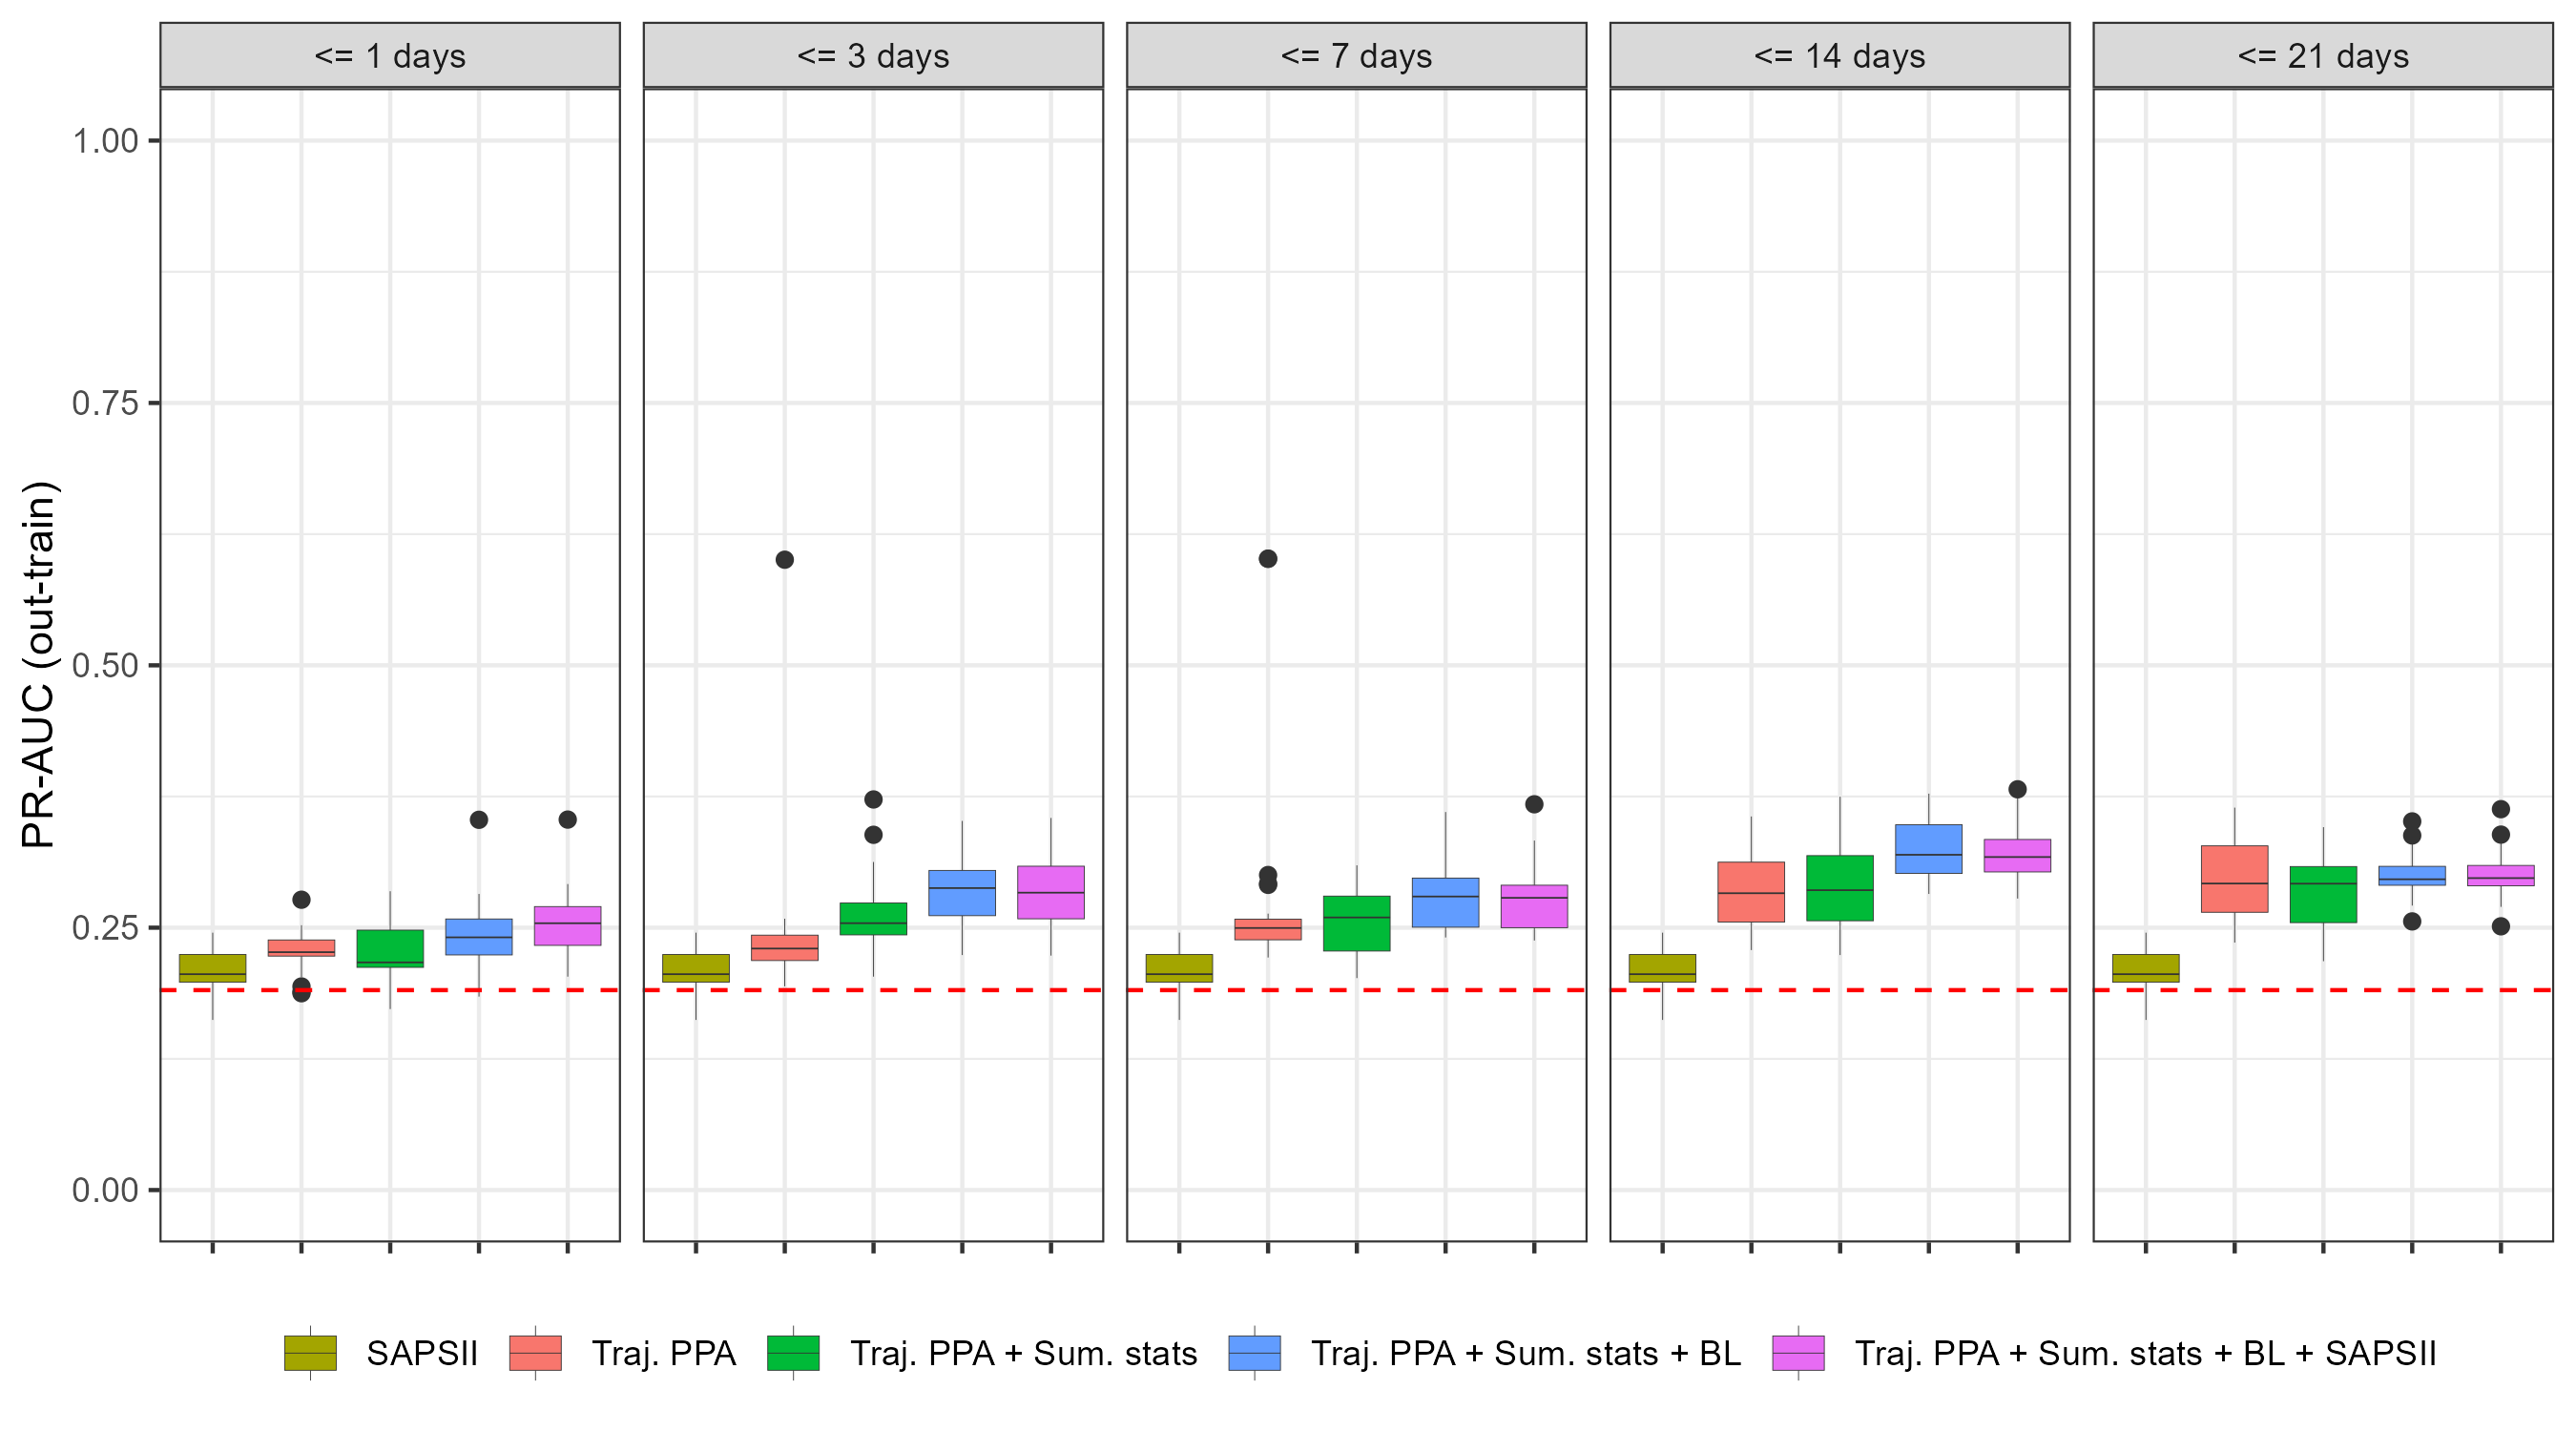 <= 1 days
<= 3 days
<= 7 days
<= 14 days
<= 21 days
PR-AUC (out-train)
1.00
0.75
0.50
0.25
0.00
SAPSII
Traj. PPA
Traj. PPA + Sum. stats
Traj. PPA + Sum. stats + BL
Traj. PPA + Sum. stats + BL + SAPSII